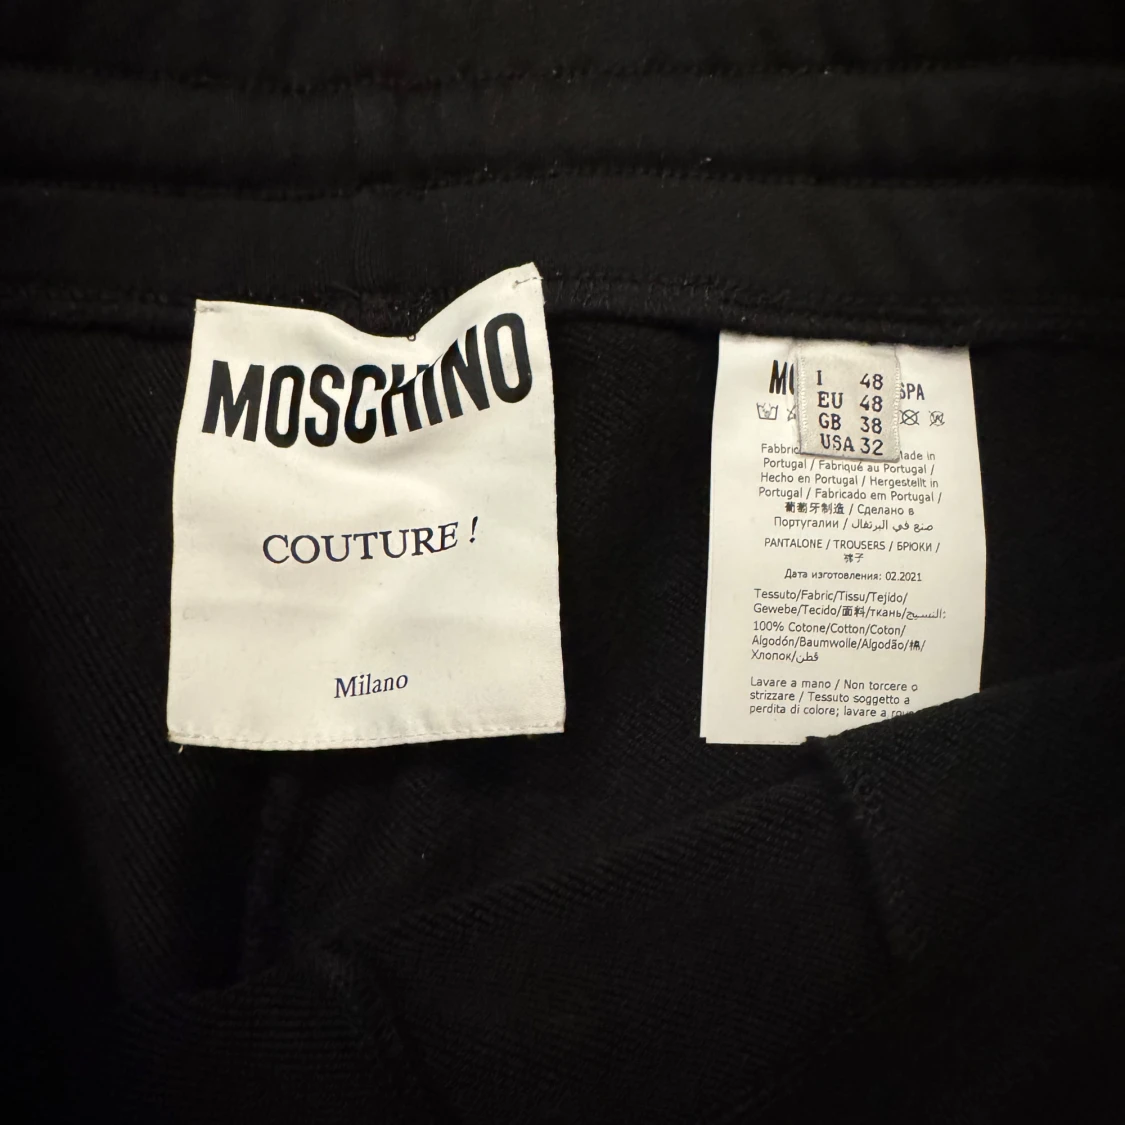 MOSCHINO
COUTURE !
Milano
I 48
EU 48
GB 38
USA 32
SPA
Made in
Portugal / Fabriqué au Portugal /
Hecho en Portugal / Hergestellt in
Portugal / Fabricado em Portugal /
葡萄牙制造 / Сделано в
Португалии / صنع في البرتغال
PANTALONE / TROUSERS / БРЮКИ /
裤子
Дата изготовления: 02.2021
Tessuto/Fabric/Tissu/Tejido/
Gewebe/Tecido/面料/ткань/النسيج:
100% Cotone/Cotton/Coton/
Algodón/Baumwolle/Algodão/棉/
Хлопок/قطن
Lavare a mano / Non torcere o
strizzare / Tessuto soggetto a
perdita di colore; lavare a